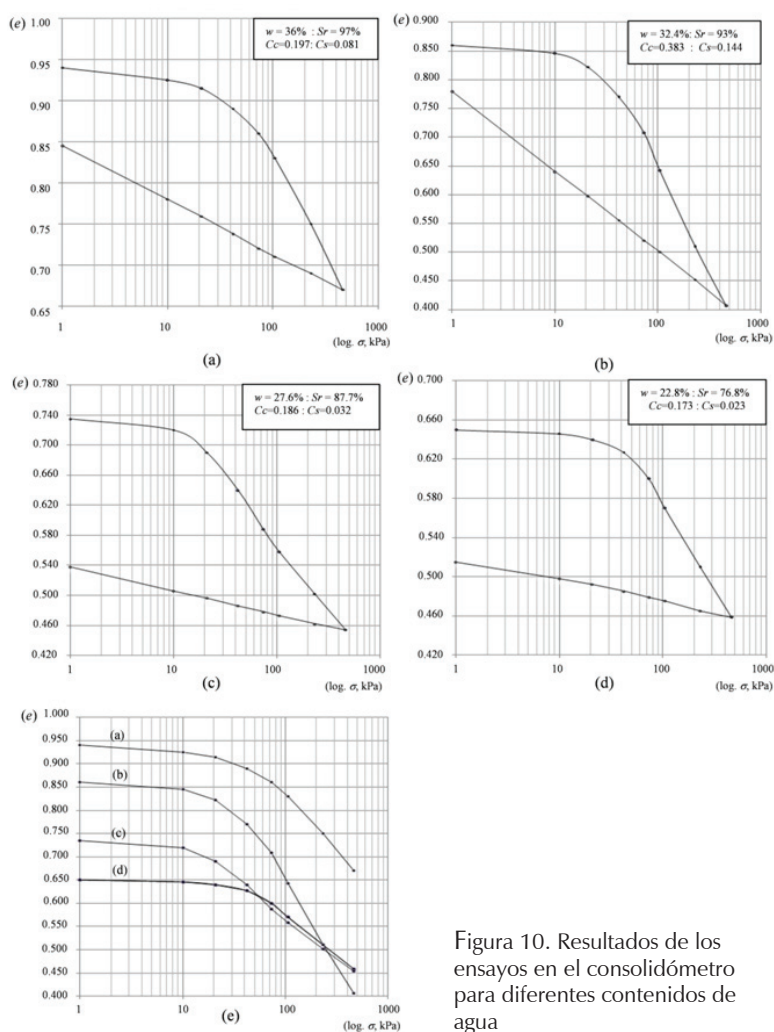 (e)
1.00
0.95
0.90
0.85
0.80
0.75
0.70
0.65
w = 36% : Sr = 97%
Cc=0.197: Cs=0.081
1 10 100 1000
(log. σ, kPa)
(a)
(e)
0.900
0.850
0.800
0.750
0.700
0.650
0.600
0.550
0.500
0.450
0.400
w = 32.4%: Sr = 93%
Cc=0.383 : Cs=0.144
1 10 100 1000
(log. σ, kPa)
(b)
(e)
0.780
0.740
0.700
0.660
0.620
0.580
0.540
0.500
0.460
0.420
w = 27.6% : Sr = 87.7%
Cc=0.186 : Cs=0.032
1 10 100 1000
(log. σ, kPa)
(c)
(e)
0.700
0.660
0.620
0.580
0.540
0.500
0.460
0.420
w = 22.8% : Sr = 76.8%
Cc=0.173 : Cs=0.023
1 10 100 1000
(log. σ, kPa)
(d)
(e)
1.000
0.950
0.900
0.850
0.800
0.750
0.700
0.650
0.600
0.550
0.500
0.450
0.400
(a)
(b)
(c)
(d)
1 10 100 1000
(log. σ, kPa)
(e)
Figura 10. Resultados de los
ensayos en el consolidómetro
para diferentes contenidos de
agua